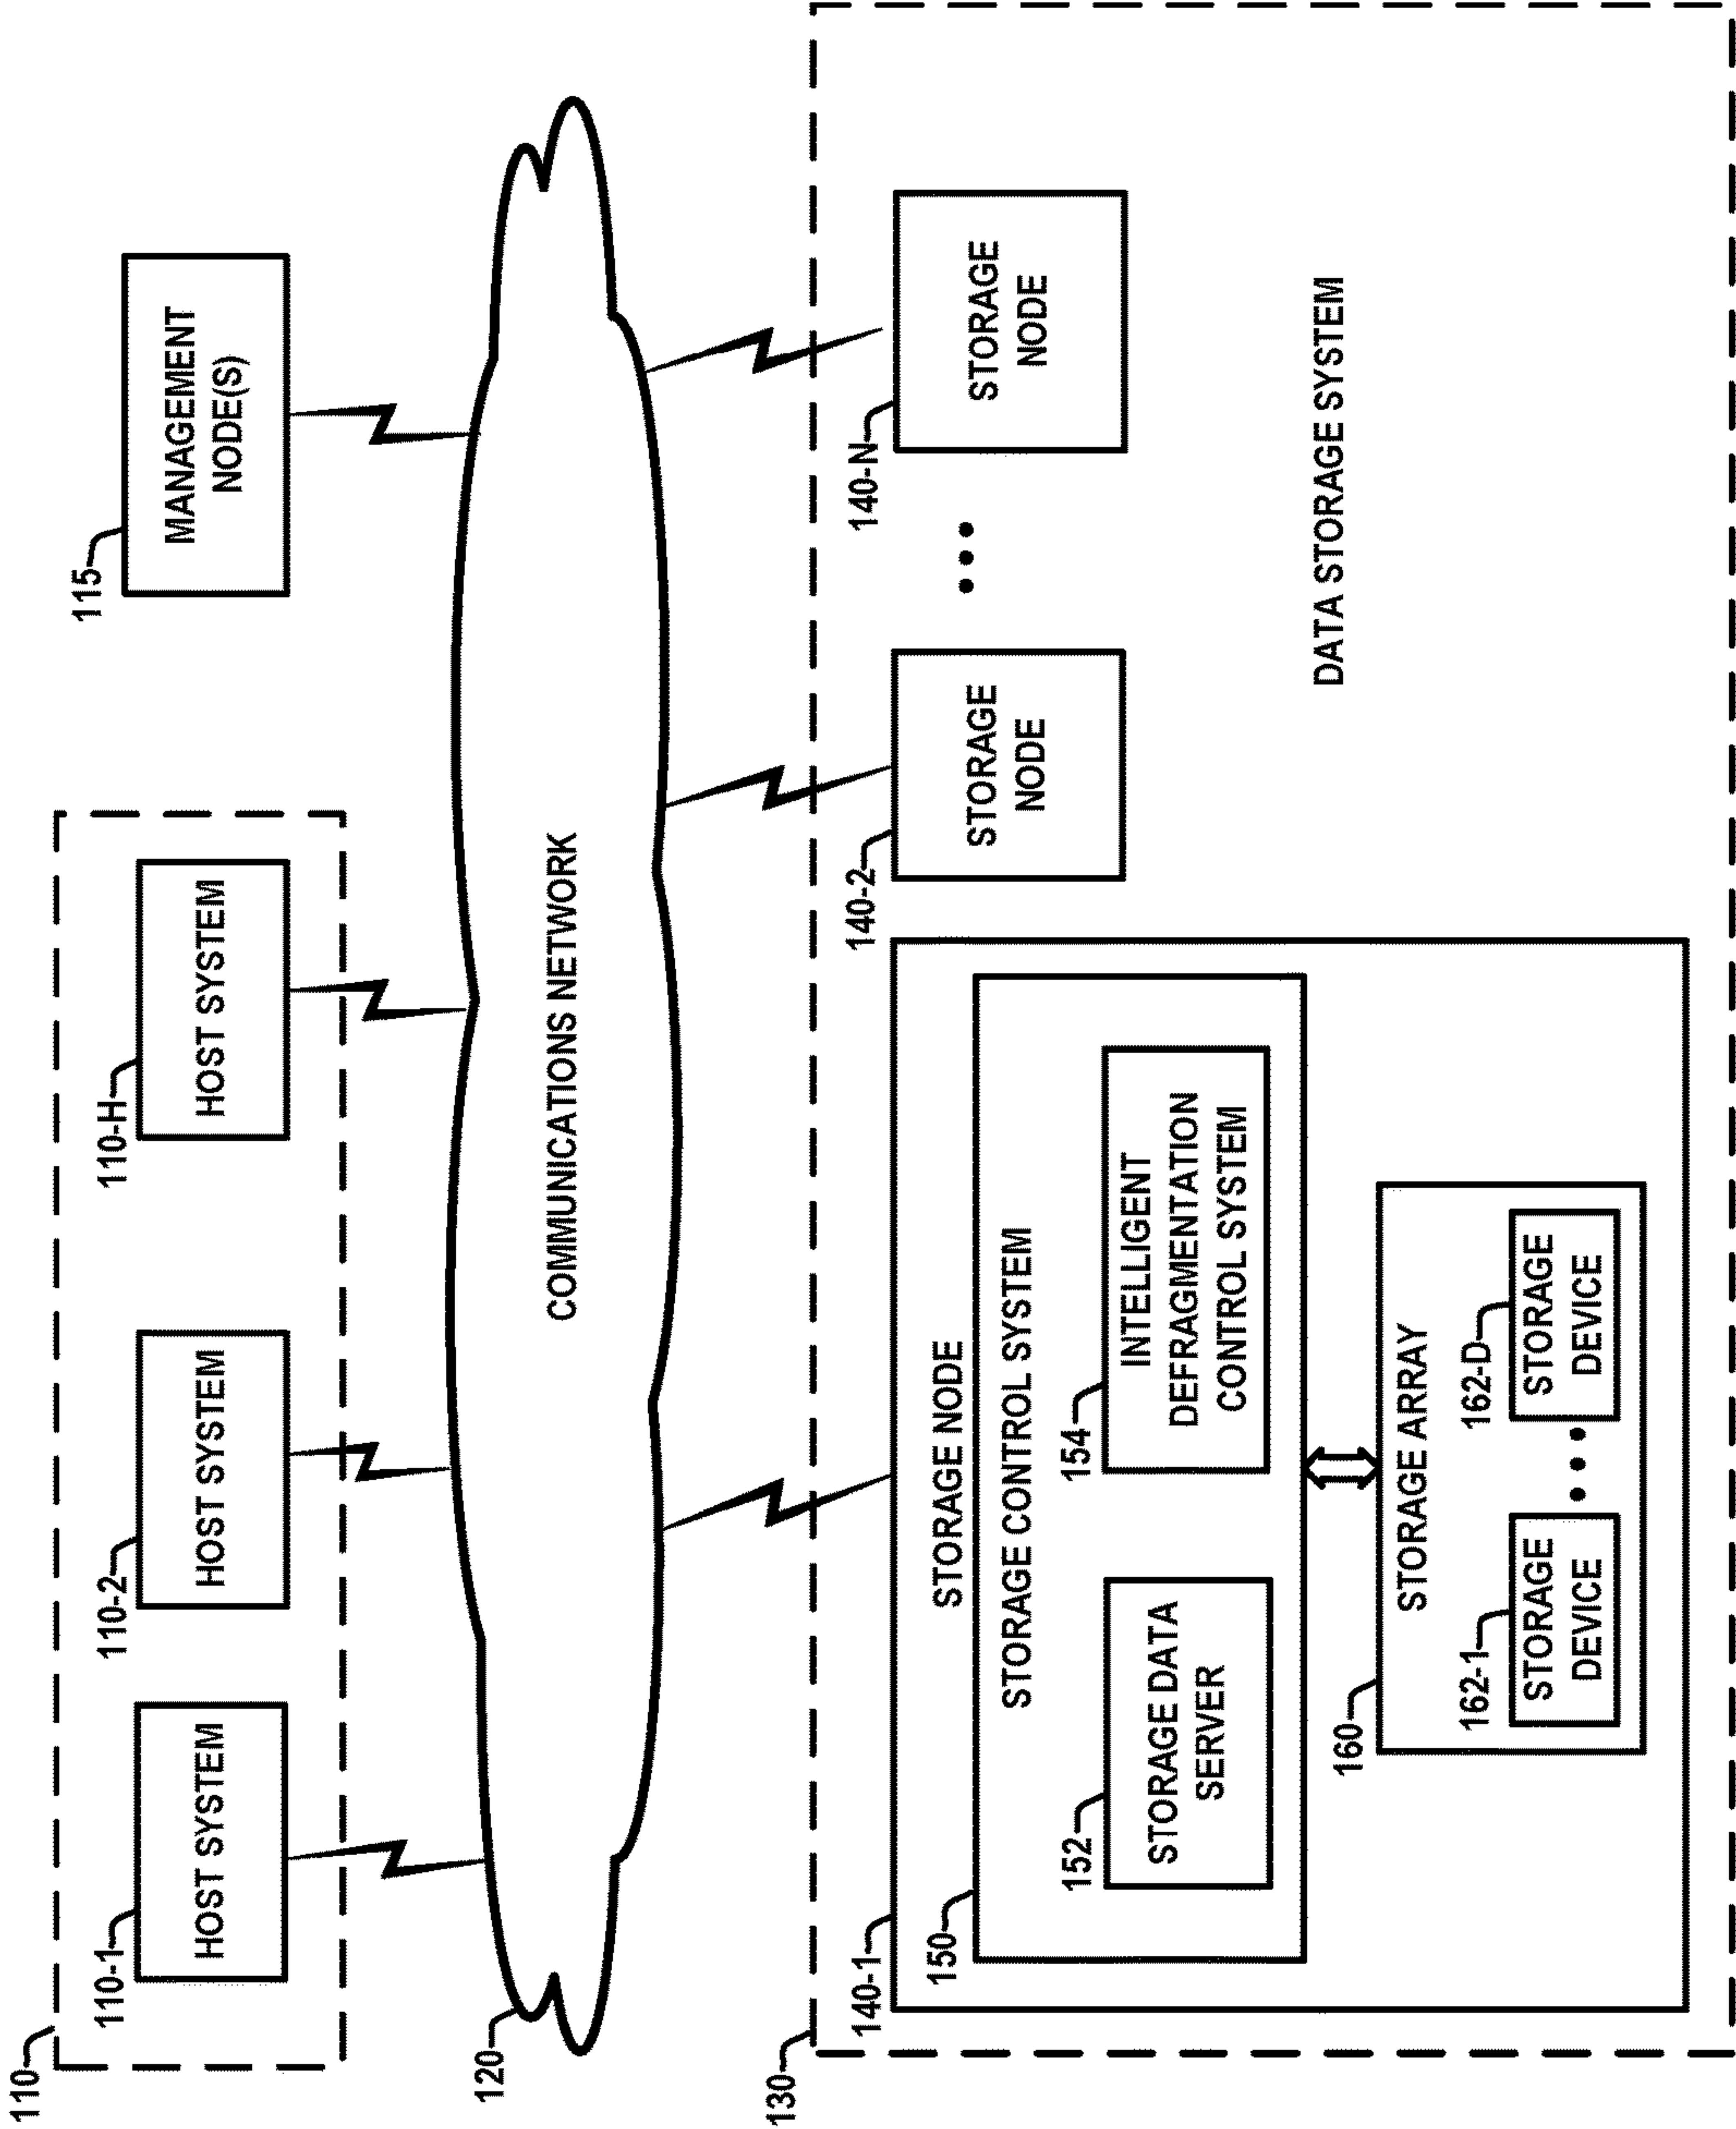 110
110-1
HOST SYSTEM
110-2
HOST SYSTEM
110-H
HOST SYSTEM
115
MANAGEMENT
NODE(S)
120
COMMUNICATIONS NETWORK
130
140-1
STORAGE NODE
150
STORAGE CONTROL SYSTEM
152
STORAGE DATA
SERVER
154
INTELLIGENT
DEFRAGMENTATION
CONTROL SYSTEM
160
STORAGE ARRAY
162-1
STORAGE
DEVICE
•••
162-D
STORAGE
DEVICE
140-2
STORAGE
NODE
•••
140-N
STORAGE
NODE
DATA STORAGE SYSTEM